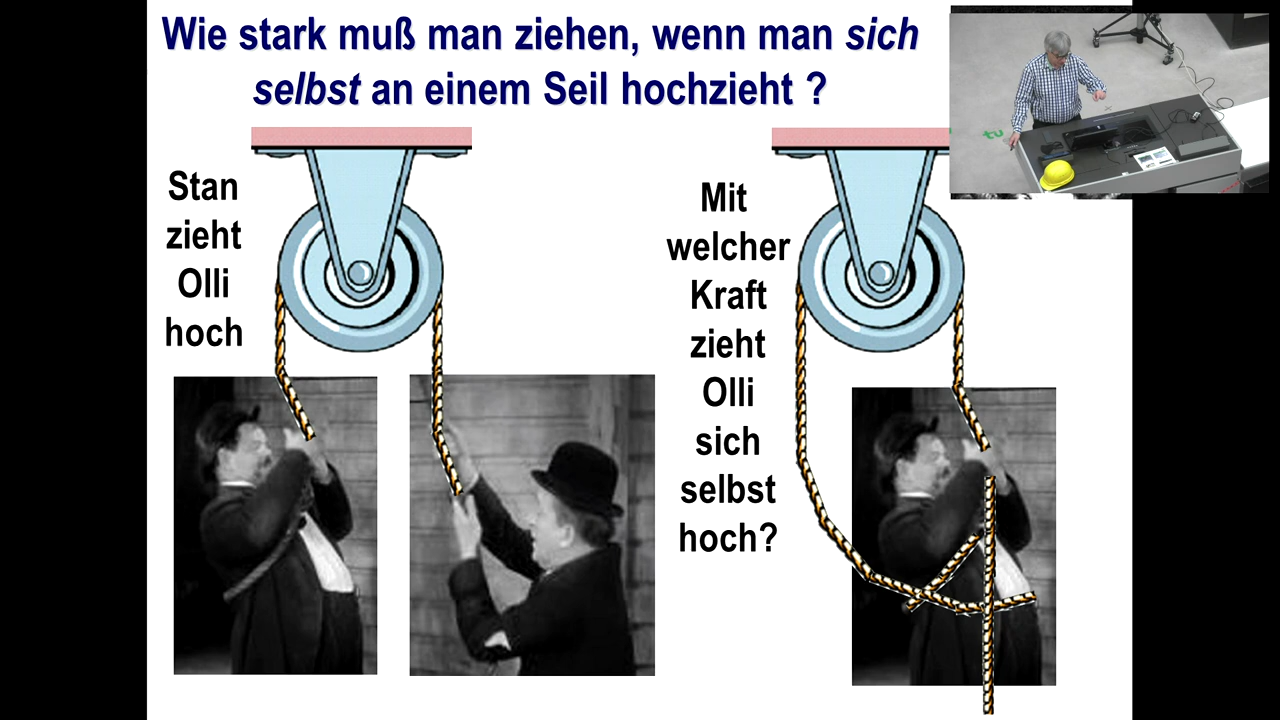 Wie stark muß man ziehen, wenn man sich
selbst an einem Seil hochzieht ?
Stan
zieht
Olli
hoch
Mit
welcher
Kraft
zieht
Olli
sich
selbst
hoch?